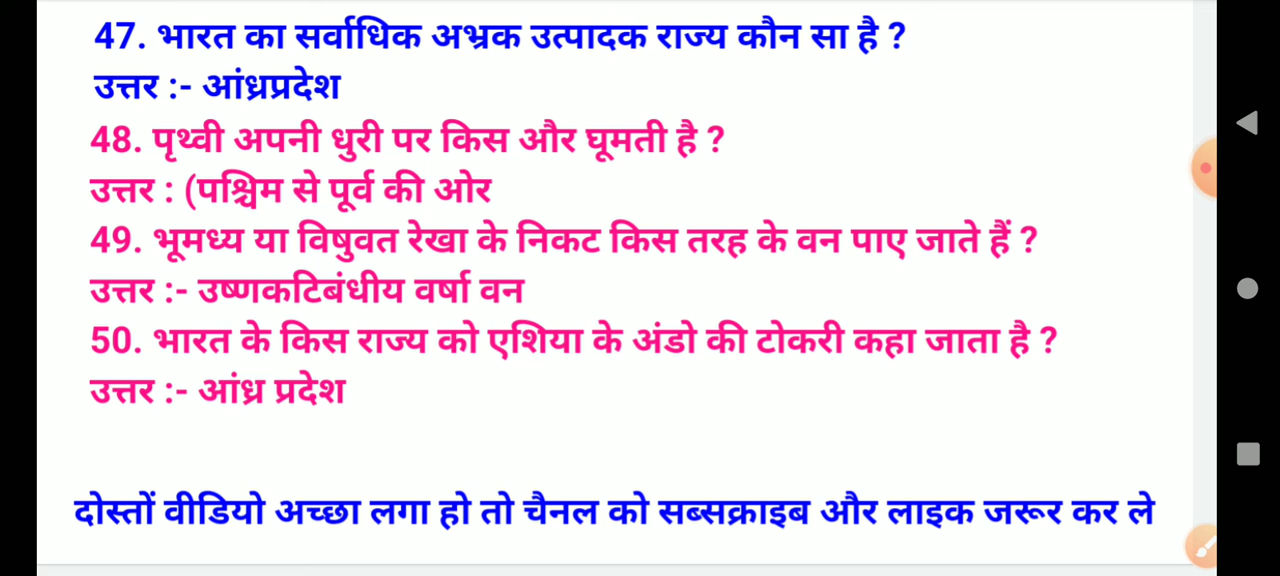 47. भारत का सर्वाधिक अभ्रक उत्पादक राज्य कौन सा है ?
उत्तर :- आंध्रप्रदेश
48. पृथ्वी अपनी धुरी पर किस और घूमती है ?
उत्तर : (पश्चिम से पूर्व की ओर
49. भूमध्य या विषुवत रेखा के निकट किस तरह के वन पाए जाते हैं ?
उत्तर :- उष्णकटिबंधीय वर्षा वन
50. भारत के किस राज्य को एशिया के अंडो की टोकरी कहा जाता है ?
उत्तर :- आंध्र प्रदेश
दोस्तों वीडियो अच्छा लगा हो तो चैनल को सब्सक्राइब और लाइक जरूर कर ले